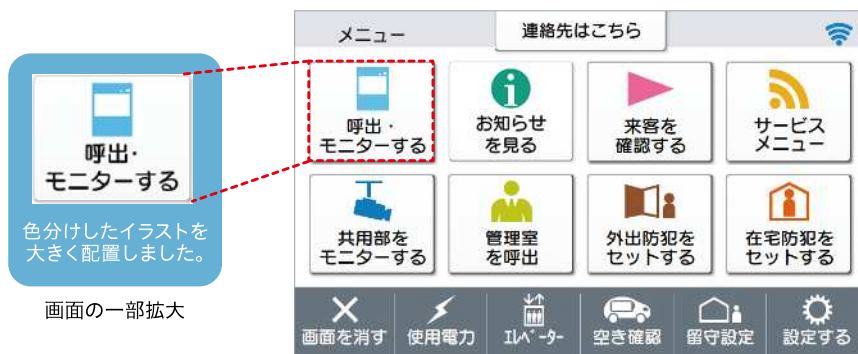 メニュー
連絡先はこちら
呼出・
モニターする
色分けしたイラストを
大きく配置しました。
画面の一部拡大
呼出・
モニターする
お知らせ
を見る
来客を
確認する
サービス
メニュー
共用部を
モニターする
管理室
を呼出
外出防犯を
セットする
在宅防犯を
セットする
画面を消す
使用電力
エレベーター
空き確認
留守設定
設定する